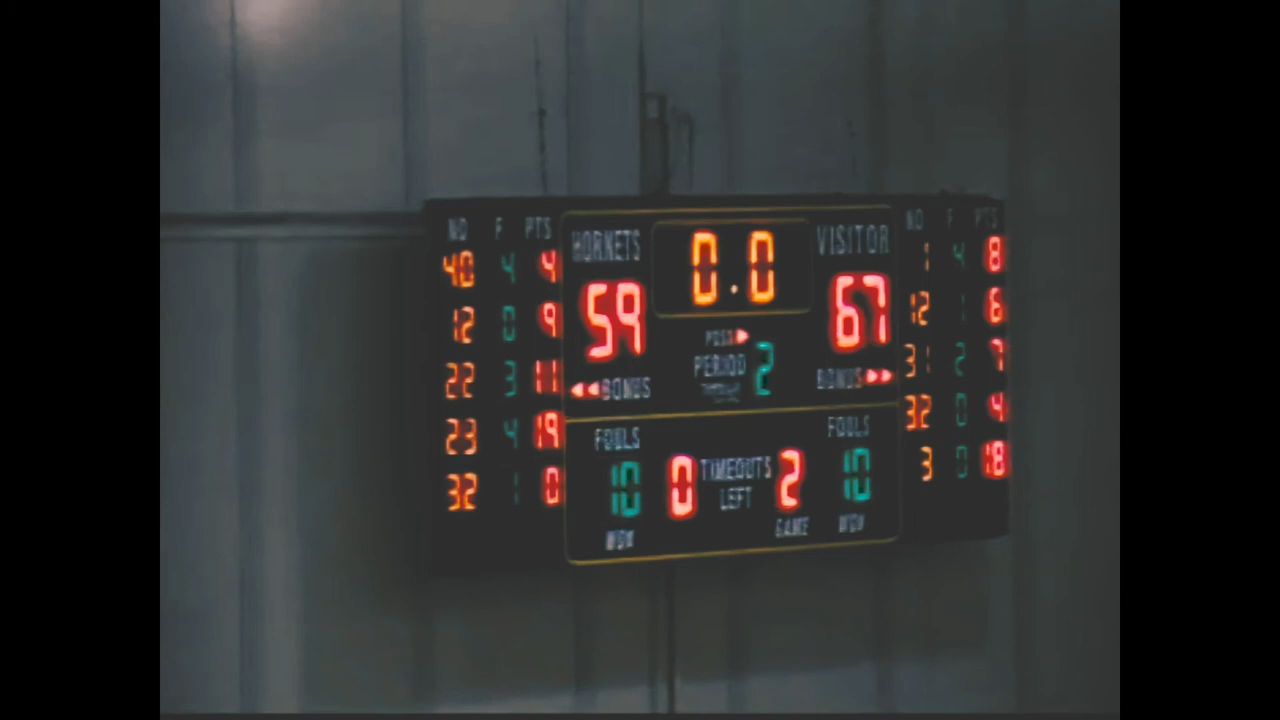 NO F PTS
40 4 4
12 0 9
22 3 11
23 4 19
32 1 0
HORNETS
59
BONUS
0.0
POSS
PERIOD 2
VISITOR
67
BONUS
FOULS
10
WON
0 TIMEOUTS LEFT 2
GAME
FOULS
10
WON
NO F PTS
1 4 8
12 1 6
31 2 7
32 0 4
3 0 18